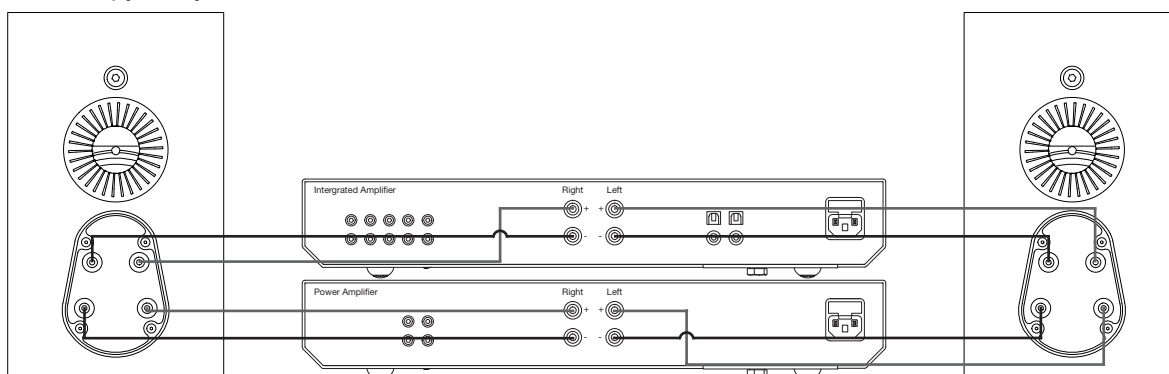 Intergrated Amplifier
Right Left
+ +
- -
Power Amplifier
Right Left
+ +
- -